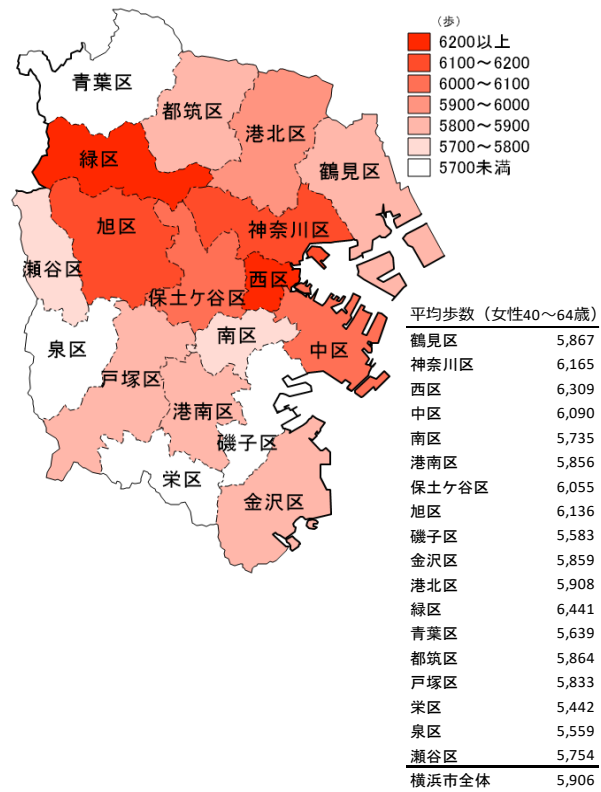 （歩）
6200以上
6100～6200
6000～6100
5900～6000
5800～5900
5700～5800
5700未満
青葉区
都筑区
港北区
緑区
鶴見区
旭区
神奈川区
瀬谷区
西区
保土ケ谷区
泉区
南区
中区
戸塚区
港南区
磯子区
栄区
金沢区
平均歩数（女性40～64歳）
鶴見区 5,867
神奈川区 6,165
西区 6,309
中区 6,090
南区 5,735
港南区 5,856
保土ケ谷区 6,055
旭区 6,136
磯子区 5,583
金沢区 5,859
港北区 5,908
緑区 6,441
青葉区 5,639
都筑区 5,864
戸塚区 5,833
栄区 5,442
泉区 5,559
瀬谷区 5,754
横浜市全体 5,906